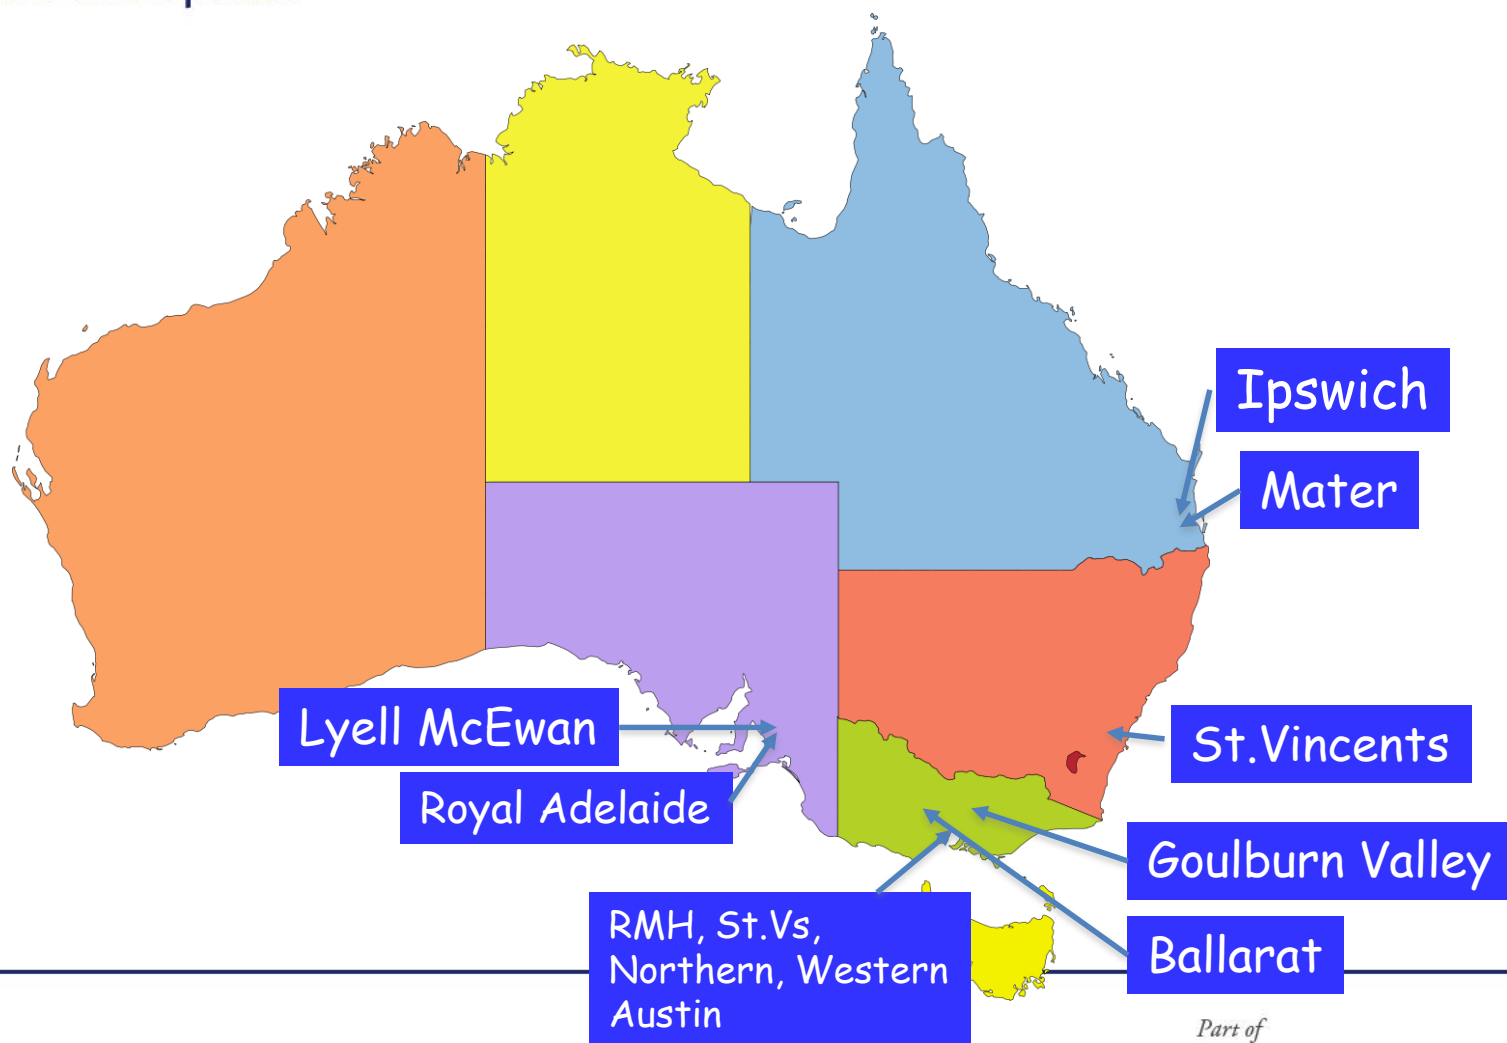 Ipswich
Mater
Lyell McEwan
St.Vincents
Royal Adelaide
Goulburn Valley
RMH, St.Vs,
Northern, Western
Austin
Ballarat
Part of